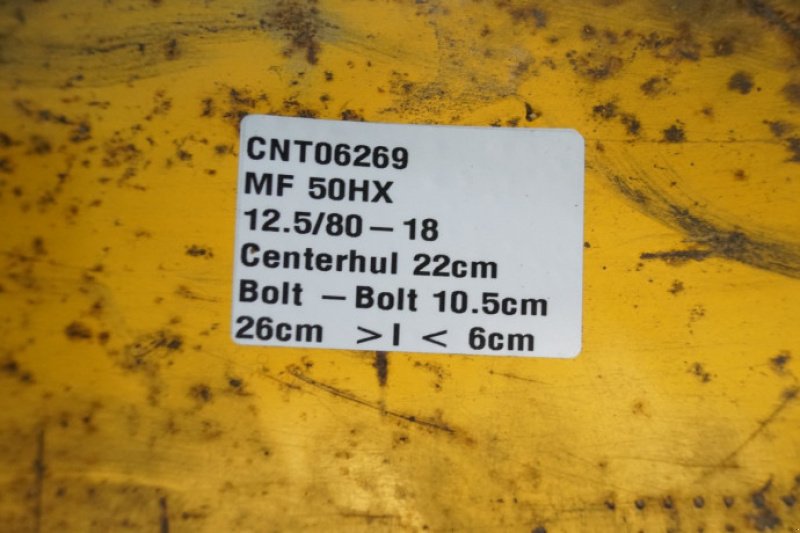 CNT06269
MF 50HX
12.5/80 – 18
Centerhul 22cm
Bolt – Bolt 10.5cm
26cm >I < 6cm